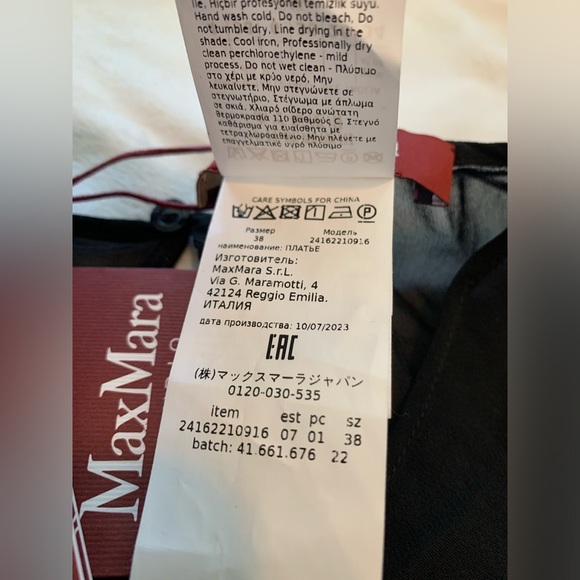 ile, Hiçbir profesyonel temizlik suyu.
Hand wash cold, Do not bleach, Do
not tumble dry, Line drying in the
shade, Cool iron, Professionally dry
clean perchloroethylene - mild
process, Do not wet clean - Πλύσιμο
στο χέρι με κρύο νερό, Μην
λευκαίνετε, Μην στεγνώνετε σε
στεγνωτήριο, Στέγνωμα με άπλωμα
σε σκιά, Χλιαρό σίδερο ανώτατη
θερμοκρασία 110 βαθμούς C, Στεγνό
καθάρισμα για ευαίσθητα με
τετραχλωροαιθένιο, Μην πλένετε με
επαγγελματικό υγρό πλύσιμο
CARE SYMBOLS FOR CHINA
Размер Модель
38 24162210916
наименование: ПЛАТЬЕ
Изготовитель:
MaxMara S.r.L.
Via G. Maramotti, 4
42124 Reggio Emilia.
ИТАЛИЯ
дата производства: 10/07/2023
EAC
(株)マックスマーラジャパン
0120-030-535
item est pc sz
24162210916 07 01 38
batch: 41.661.676 22
MaxMara